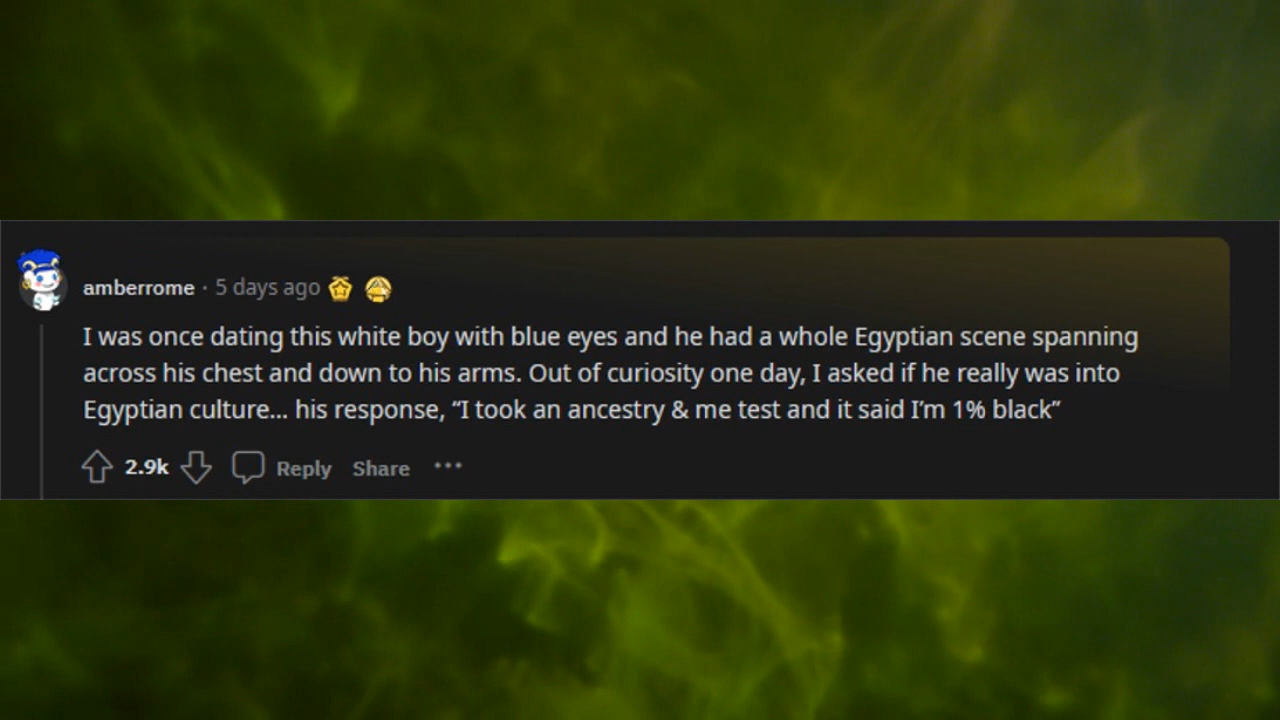 amberrome · 5 days ago
I was once dating this white boy with blue eyes and he had a whole Egyptian scene spanning
across his chest and down to his arms. Out of curiosity one day, I asked if he really was into
Egyptian culture... his response, “I took an ancestry & me test and it said I’m 1% black”
2.9k Reply Share ···